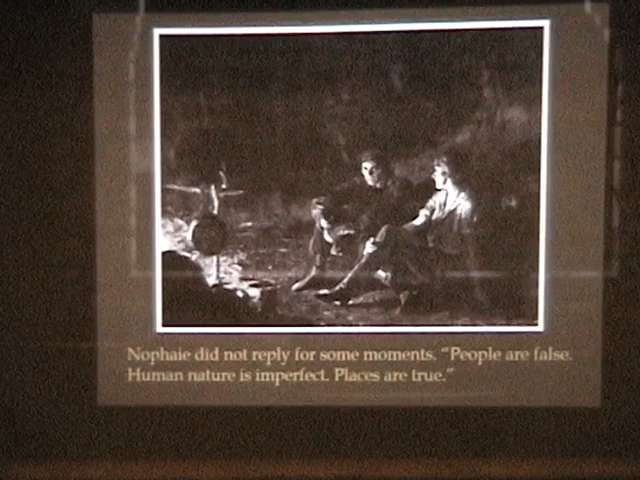 Nophaie did not reply for some moments. “People are false.
Human nature is imperfect. Places are true.”